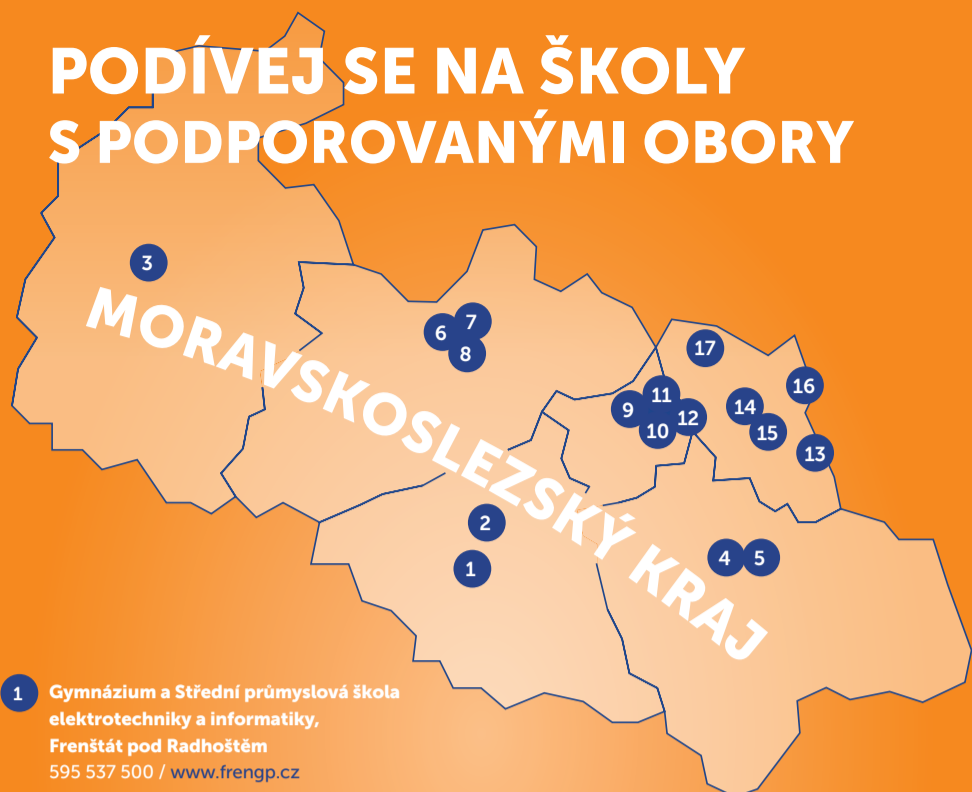 PODÍVEJ SE NA ŠKOLY
S PODPOROVANÝMI OBORY
3
MORAVSKOSLEZSKÝ KRAJ
6
7
8
17
16
11
9
14
12
10
15
13
2
1
4
5
1
Gymnázium a Střední průmyslová škola
elektrotechniky a informatiky,
Frenštát pod Radhoštěm
595 537 500 / www.frengp.cz